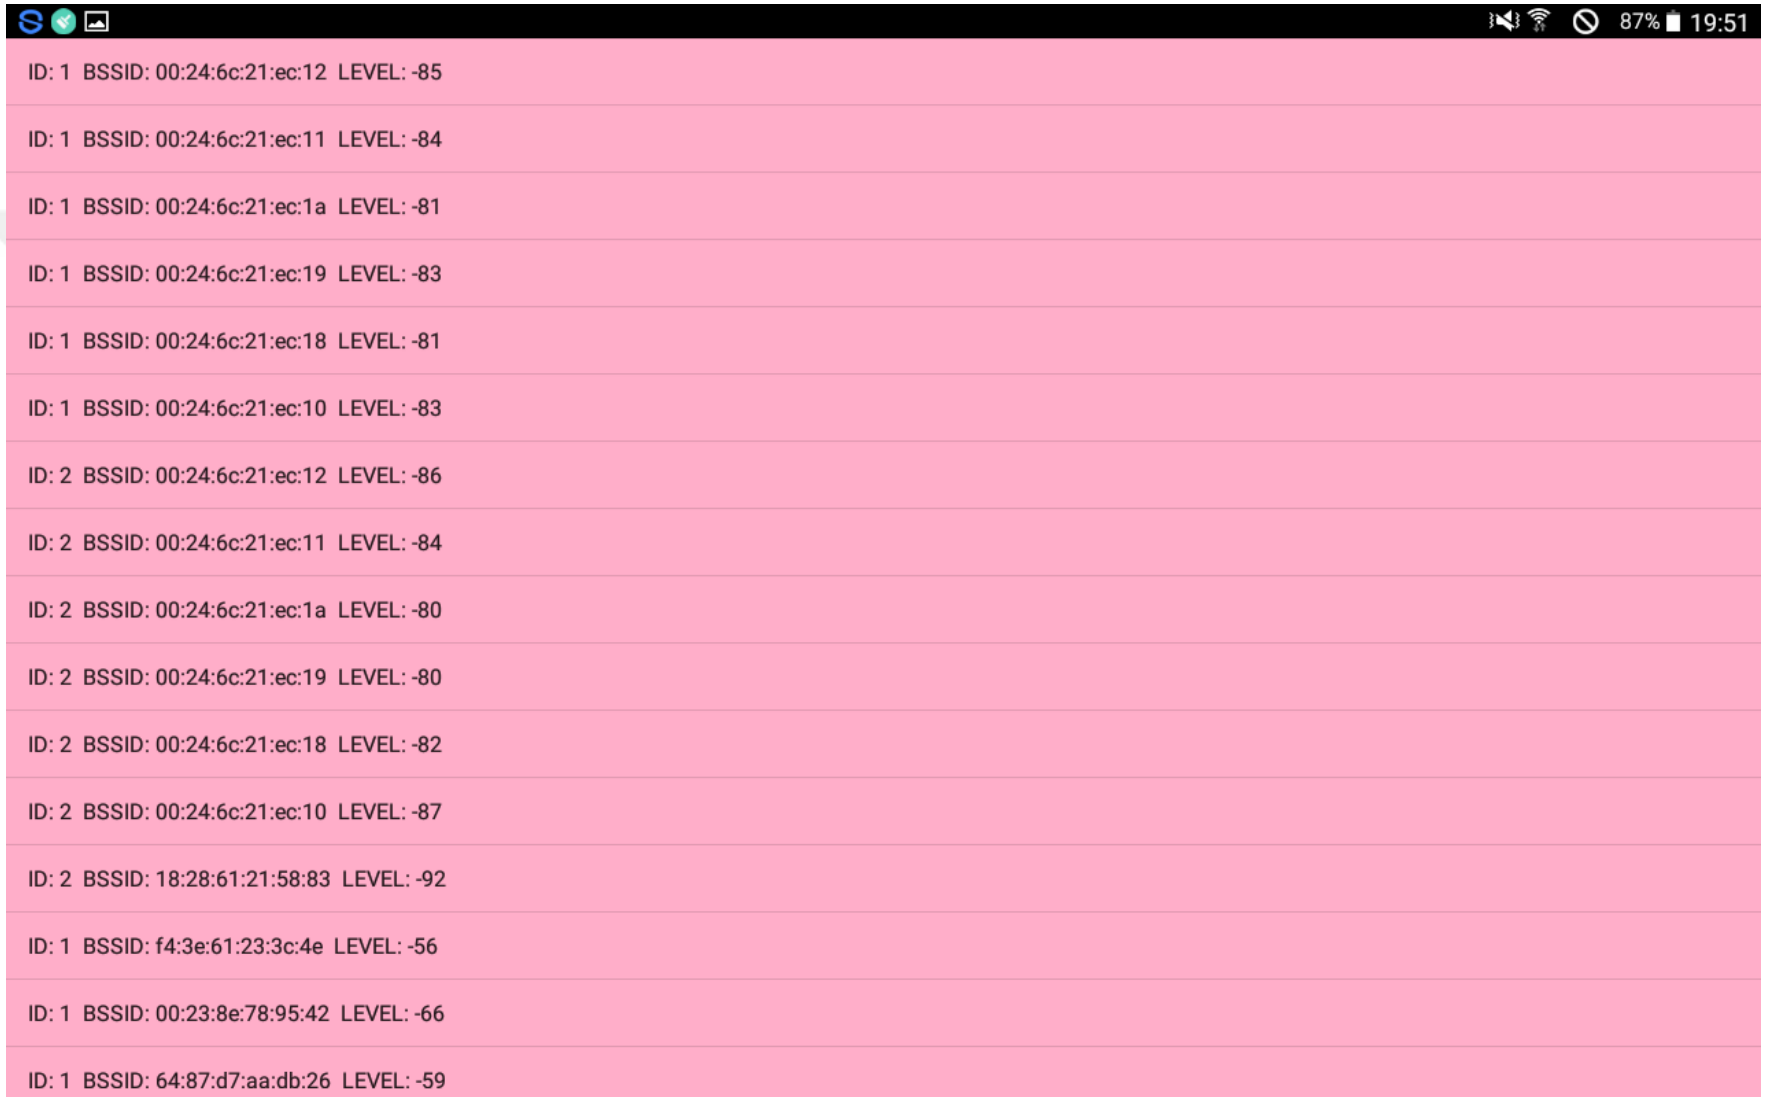 87% 19:51
ID: 1 BSSID: 00:24:6c:21:ec:12 LEVEL: -85
ID: 1 BSSID: 00:24:6c:21:ec:11 LEVEL: -84
ID: 1 BSSID: 00:24:6c:21:ec:1a LEVEL: -81
ID: 1 BSSID: 00:24:6c:21:ec:19 LEVEL: -83
ID: 1 BSSID: 00:24:6c:21:ec:18 LEVEL: -81
ID: 1 BSSID: 00:24:6c:21:ec:10 LEVEL: -83
ID: 2 BSSID: 00:24:6c:21:ec:12 LEVEL: -86
ID: 2 BSSID: 00:24:6c:21:ec:11 LEVEL: -84
ID: 2 BSSID: 00:24:6c:21:ec:1a LEVEL: -80
ID: 2 BSSID: 00:24:6c:21:ec:19 LEVEL: -80
ID: 2 BSSID: 00:24:6c:21:ec:18 LEVEL: -82
ID: 2 BSSID: 00:24:6c:21:ec:10 LEVEL: -87
ID: 2 BSSID: 18:28:61:21:58:83 LEVEL: -92
ID: 1 BSSID: f4:3e:61:23:3c:4e LEVEL: -56
ID: 1 BSSID: 00:23:8e:78:95:42 LEVEL: -66
ID: 1 BSSID: 64:87:d7:aa:db:26 LEVEL: -59